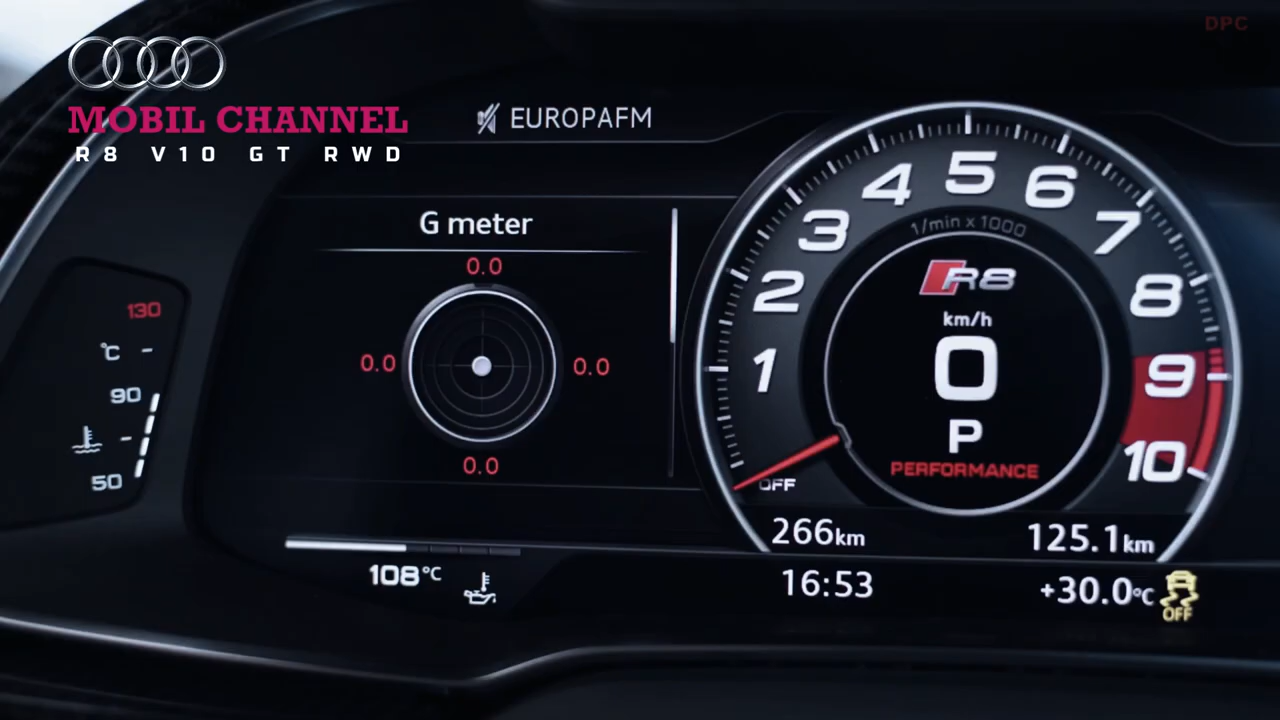 DPC
MOBIL CHANNEL
R8 V10 GT RWD
EUROPAFM
G meter
0.0
0.0 0.0
0.0
130
°C
90
50
108°C
1 2 3 4 5 6 7 8 9 10
1/min x 1000
R8
km/h
0
P
PERFORMANCE
OFF
266km 125.1km
16:53 +30.0°C
OFF